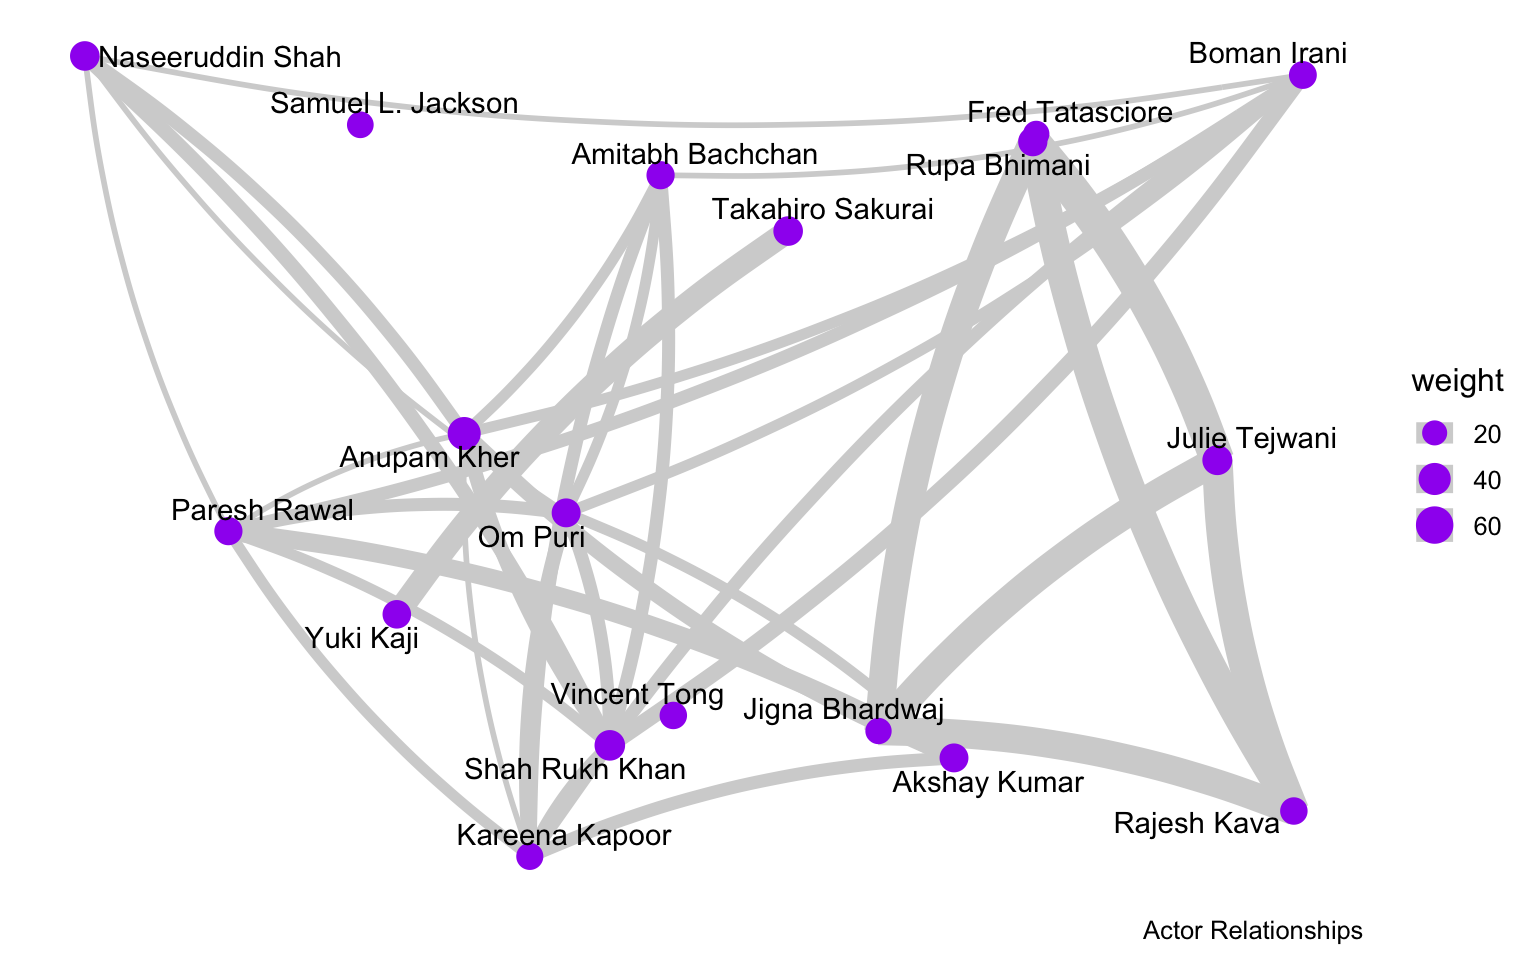 Naseeruddin Shah
Boman Irani
Samuel L. Jackson
Fred Tatasciore
Amitabh Bachchan
Rupa Bhimani
Takahiro Sakurai
weight
20
40
60
Julie Tejwani
Anupam Kher
Paresh Rawal
Om Puri
Yuki Kaji
Vincent Tong
Jigna Bhardwaj
Shah Rukh Khan
Akshay Kumar
Rajesh Kava
Kareena Kapoor
Actor Relationships